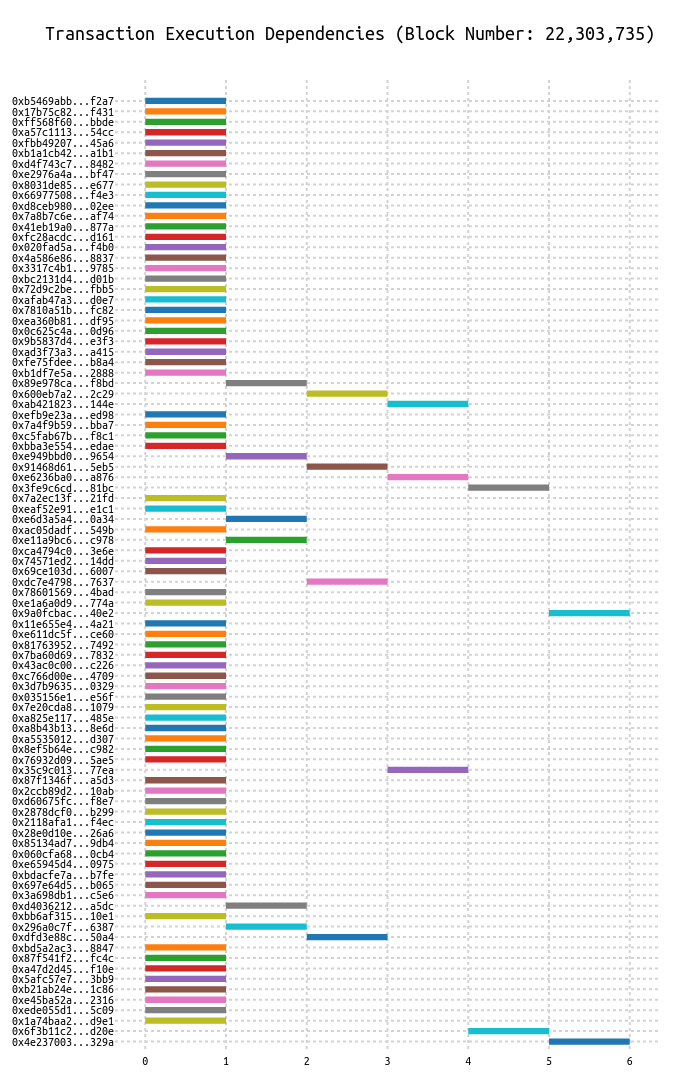 Transaction Execution Dependencies (Block Number: 22,303,735)
0xb5469abb...f2a7
0x17b75c82...f431
0xff568f60...bbde
0xa57c1113...54cc
0xfbb49207...45a6
0xb1a1cb42...a1b1
0xd4f743c7...8482
0xe2976a4a...bf47
0x8031de85...e677
0x66977508...f4e3
0xd8ceb980...02ee
0x7a8b7c6e...af74
0x41eb19a0...877a
0xfc28acdc...d161
0x020fad5a...f4b0
0x4a586e86...8837
0x3317c4b1...9785
0xbc2131d4...d01b
0x72d9c2be...fbb5
0xafab47a3...d0e7
0x7810a51b...fc82
0xea360b81...df95
0x0c625c4a...0d96
0x9b5837d4...e3f3
0xad3f73a3...a415
0xfe75fdee...b8a4
0xb1df7e5a...2888
0x89e978ca...f8bd
0x600eb7a2...2c29
0xab421823...144e
0xefb9e23a...ed98
0x7a4f9b59...bba7
0xc5fab67b...f8c1
0xbba3e554...edae
0xe949bbd0...9654
0x91468d61...5eb5
0xe6236ba0...a876
0x3fe9c6cd...81bc
0x7a2ec13f...21fd
0xeaf52e91...e1c1
0xe6d3a5a4...0a34
0xac05dadf...549b
0xe11a9bc6...c978
0xca4794c0...3e6e
0x74571ed2...14dd
0x69ce103d...6007
0xdc7e4798...7637
0x78601569...4bad
0xe1a6a0d9...774a
0x9a0fcbac...40e2
0x11e655e4...4a21
0xe611dc5f...ce60
0x81763952...7492
0x7ba60d69...7832
0x43ac0c00...c226
0xc766d00e...4709
0x3d7b9635...0329
0x035156e1...e56f
0x7e20cda8...1079
0xa825e117...485e
0xa8b43b13...8e6d
0xa5535012...d307
0x8ef5b64e...c982
0x76932d09...5ae5
0x35c9c013...77ea
0x87f1346f...a5d3
0x2ccb89d2...10ab
0xd60675fc...f8e7
0x2878dcf0...b299
0x2118afa1...f4ec
0x28e0d10e...26a6
0x85134ad7...9db4
0x060cfa68...0cb4
0xe65945d4...0975
0xbdacfe7a...b7fe
0x697e64d5...b065
0x3a698db1...c5e6
0xd4036212...a5dc
0xbb6af315...10e1
0x296a0c7f...6387
0xdfd3e88c...50a4
0xbd5a2ac3...8847
0x87f541f2...fc4c
0xa47d2d45...f10e
0x5afc57e7...3bb9
0xb21ab24e...1c86
0xe45ba52a...2316
0xede055d1...5c09
0x1a74baa2...d9e1
0x6f3b11c2...d20e
0x4e237003...329a
0 1 2 3 4 5 6